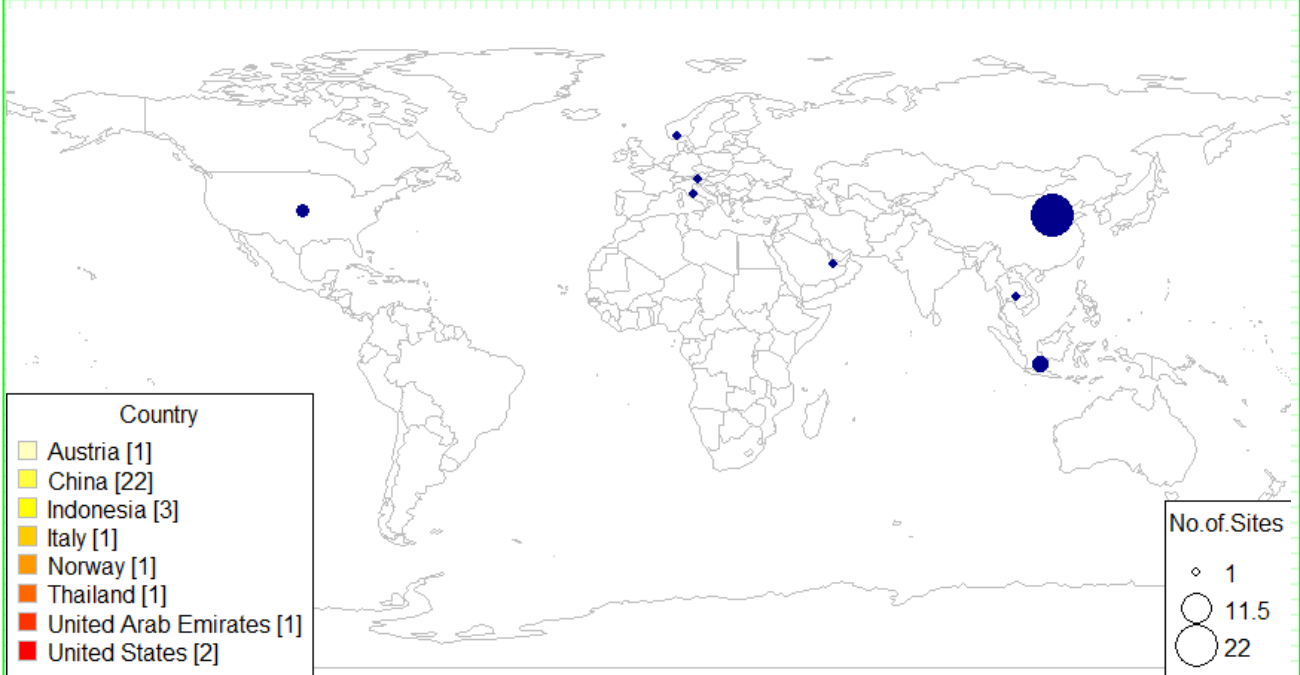 Country
Austria [1]
China [22]
Indonesia [3]
Italy [1]
Norway [1]
Thailand [1]
United Arab Emirates [1]
United States [2]
No.of.Sites
1
11.5
22